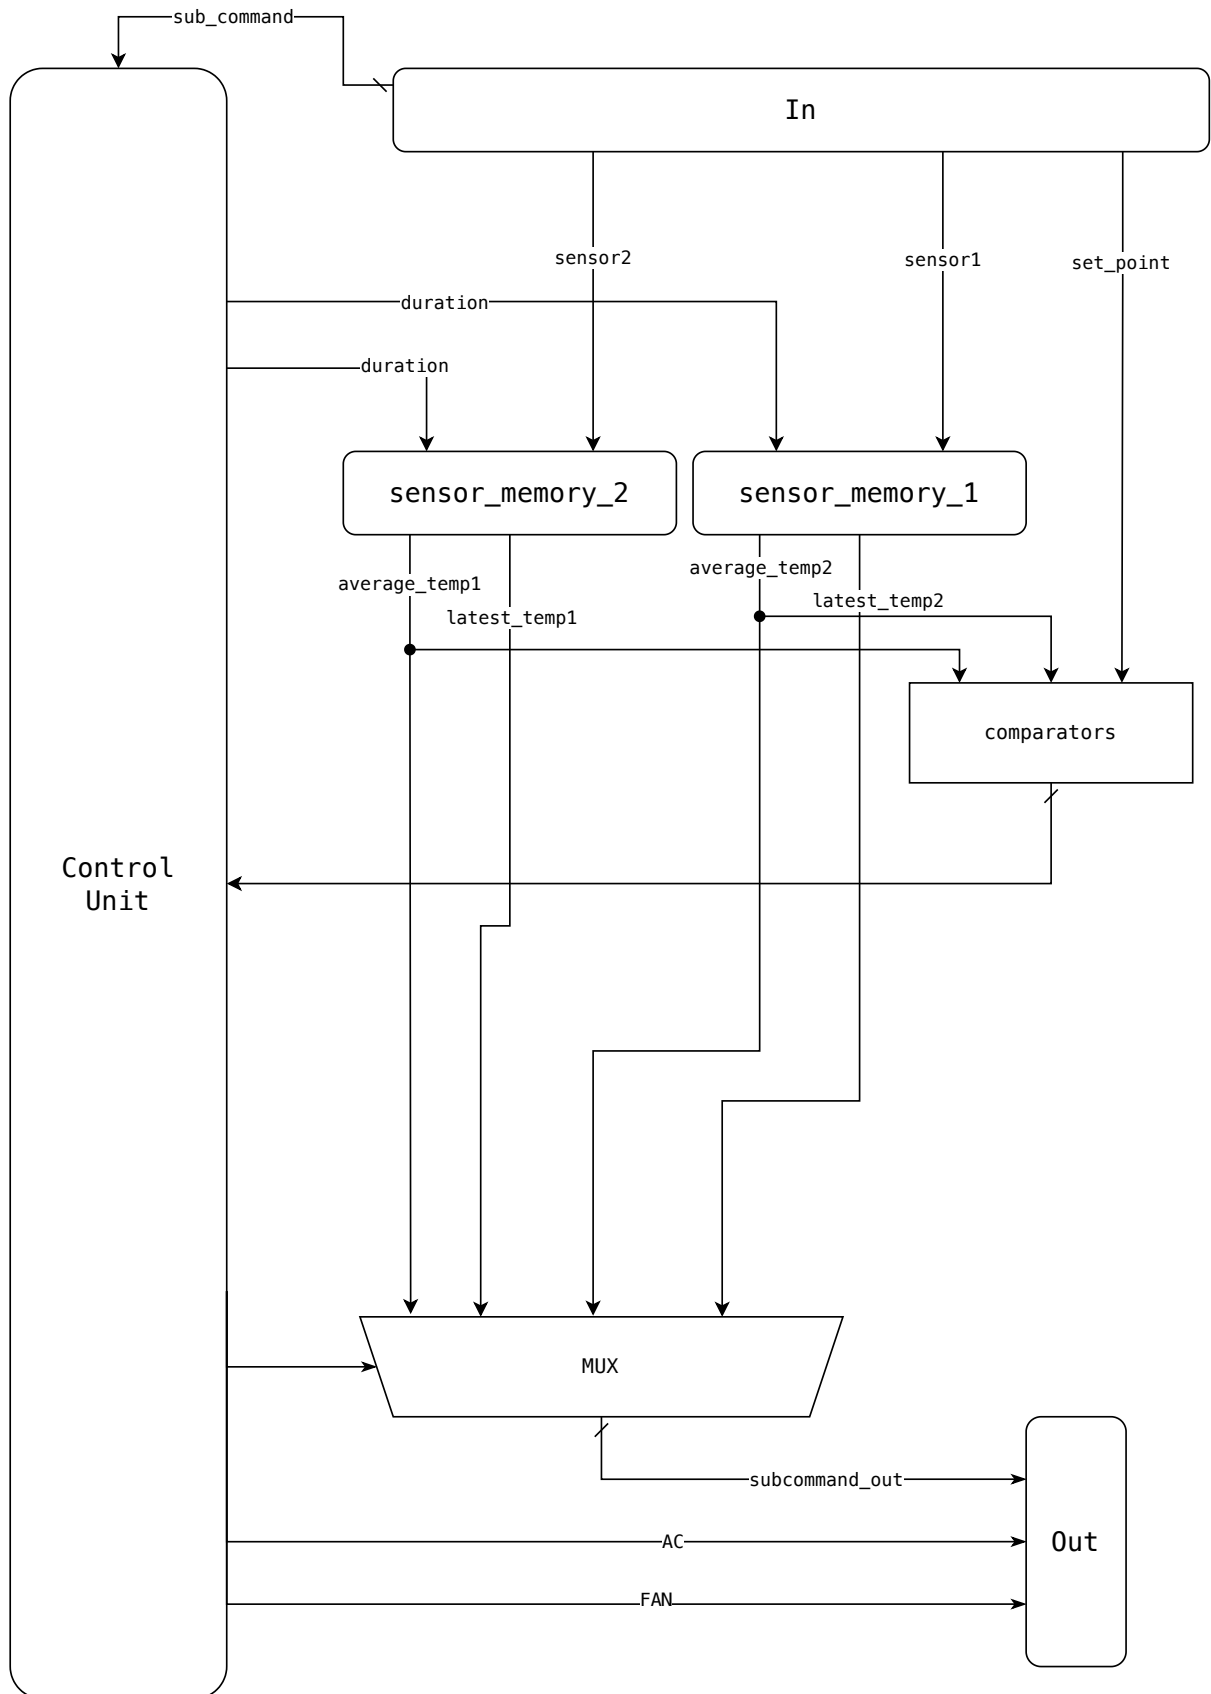 sub_command
In
sensor2
sensor1
set_point
duration
duration
sensor_memory_2
sensor_memory_1
average_temp2
average_temp1
latest_temp2
latest_temp1
comparators
Control
Unit
MUX
subcommand_out
AC
Out
FAN